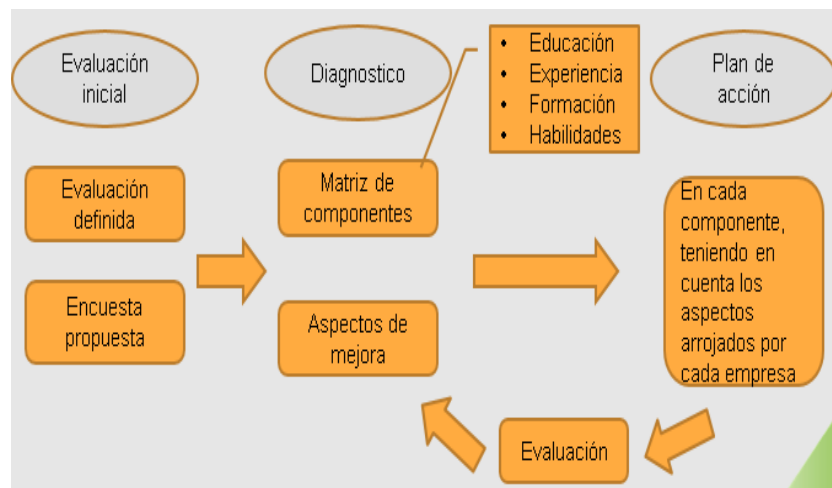 Evaluación
inicial
Diagnostico
• Educación
• Experiencia
• Formación
• Habilidades
Plan de
acción
Evaluación
definida
Encuesta
propuesta
Matriz de
componentes
Aspectos de
mejora
En cada
componente,
teniendo en
cuenta los
aspectos
arrojados por
cada empresa
Evaluación